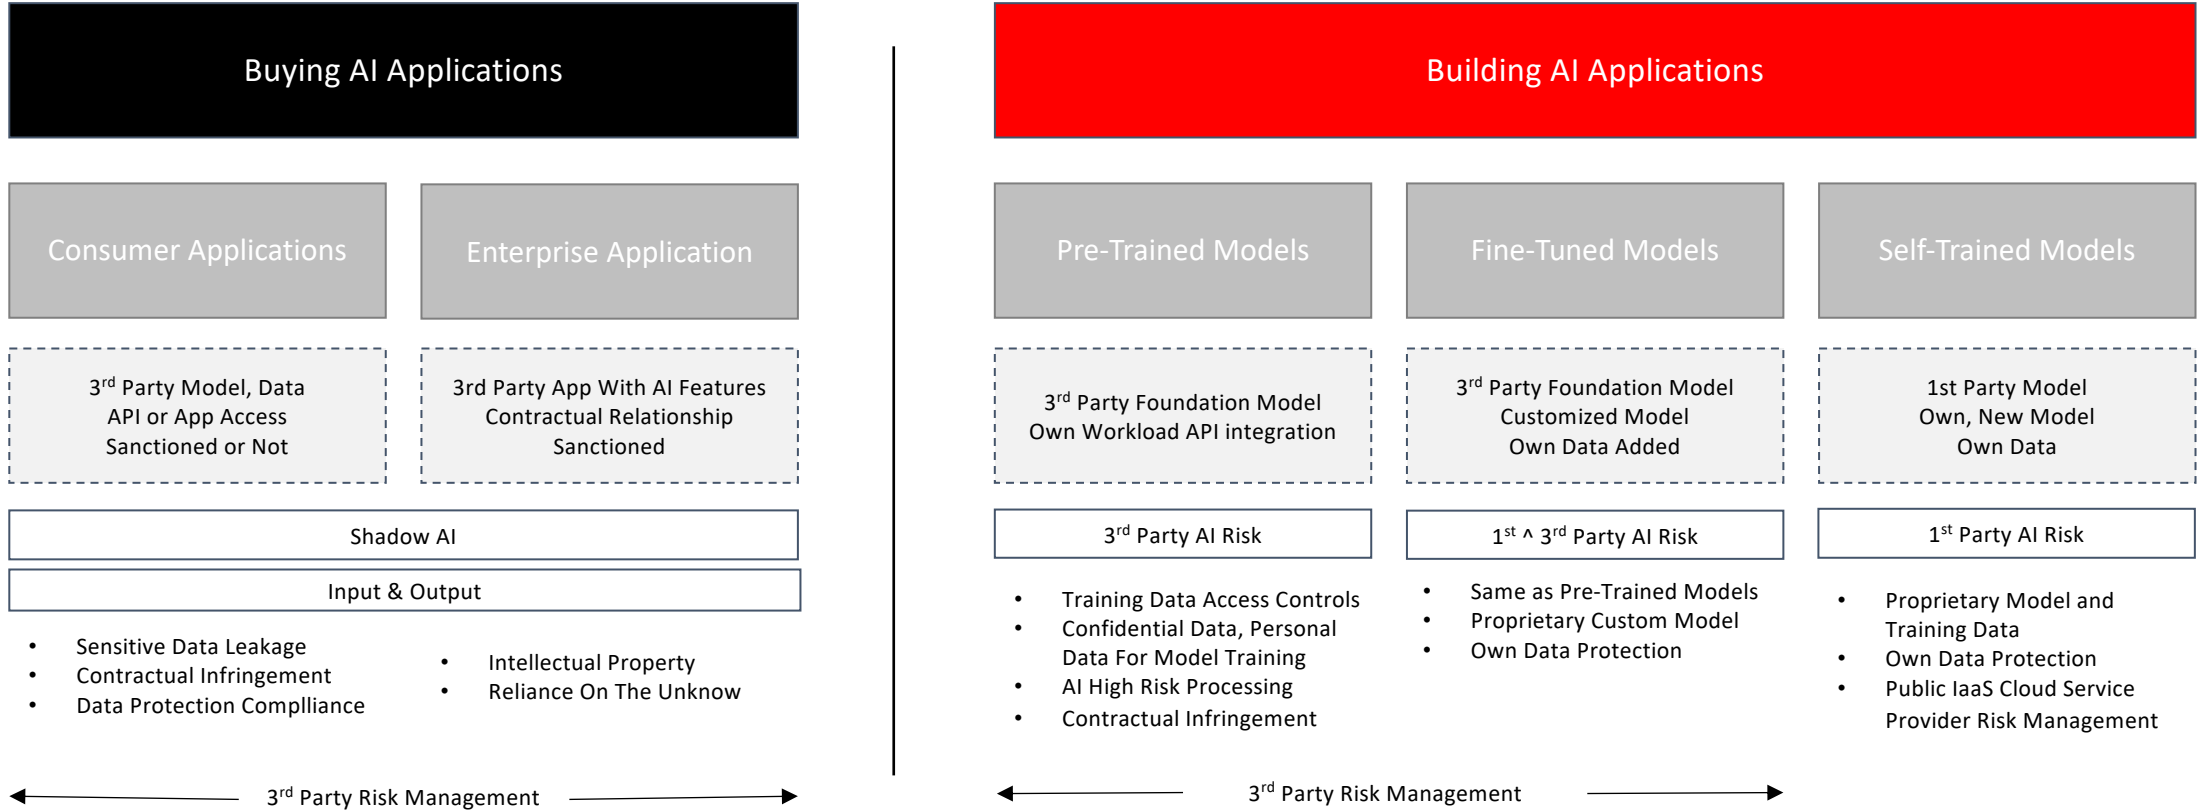 Buying AI Applications
Building AI Applications
Consumer Applications
Enterprise Application
Pre-Trained Models
Fine-Tuned Models
Self-Trained Models
3rd Party Model, Data
API or App Access
Sanctioned or Not
3rd Party App With AI Features
Contractual Relationship
Sanctioned
3rd Party Foundation Model
Own Workload API integration
3rd Party Foundation Model
Customized Model
Own Data Added
1st Party Model
Own, New Model
Own Data
Shadow AI
Input & Output
3rd Party AI Risk
1st ^ 3rd Party AI Risk
1st Party AI Risk
• Sensitive Data Leakage
• Contractual Infringement
• Data Protection Complliance
• Intellectual Property
• Reliance On The Unknow
• Training Data Access Controls
• Confidential Data, Personal
Data For Model Training
• AI High Risk Processing
• Contractual Infringement
• Same as Pre-Trained Models
• Proprietary Custom Model
• Own Data Protection
• Proprietary Model and
Training Data
• Own Data Protection
• Public IaaS Cloud Service
Provider Risk Management
3rd Party Risk Management
3rd Party Risk Management